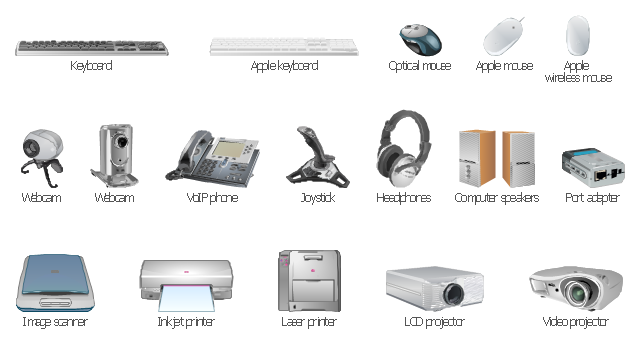 Keyboard
Apple keyboard
Optical mouse
Apple mouse
Apple
wireless mouse
Webcam
Webcam
VoIP phone
Joystick
Headphones
Computer speakers
Port adapter
Image scanner
Inkjet printer
Laser printer
LCD projector
Video projector